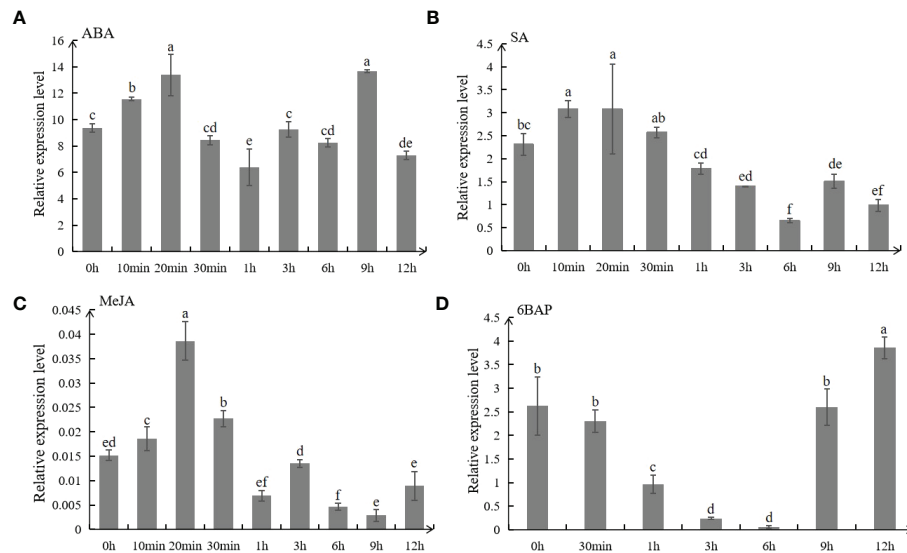 A
ABA
Relative expression level
16
14
12
10
8
6
4
2
0
c
b
a
cd
e
c
cd
a
de
0h 10min 20min 30min 1h 3h 6h 9h 12h
B
SA
Relative expression level
4.5
4
3.5
3
2.5
2
1.5
1
0.5
0
bc
a
a
ab
cd
ed
f
de
ef
0h 10min 20min 30min 1h 3h 6h 9h 12h
C
MeJA
Relative expression level
0.045
0.04
0.035
0.03
0.025
0.02
0.015
0.01
0.005
0
ed
c
a
b
ef
d
f
e
e
0h 10min 20min 30min 1h 3h 6h 9h 12h
D
6BAP
Relative expression level
4.5
4
3.5
3
2.5
2
1.5
1
0.5
0
b
b
c
d
d
b
a
0h 30min 1h 3h 6h 9h 12h